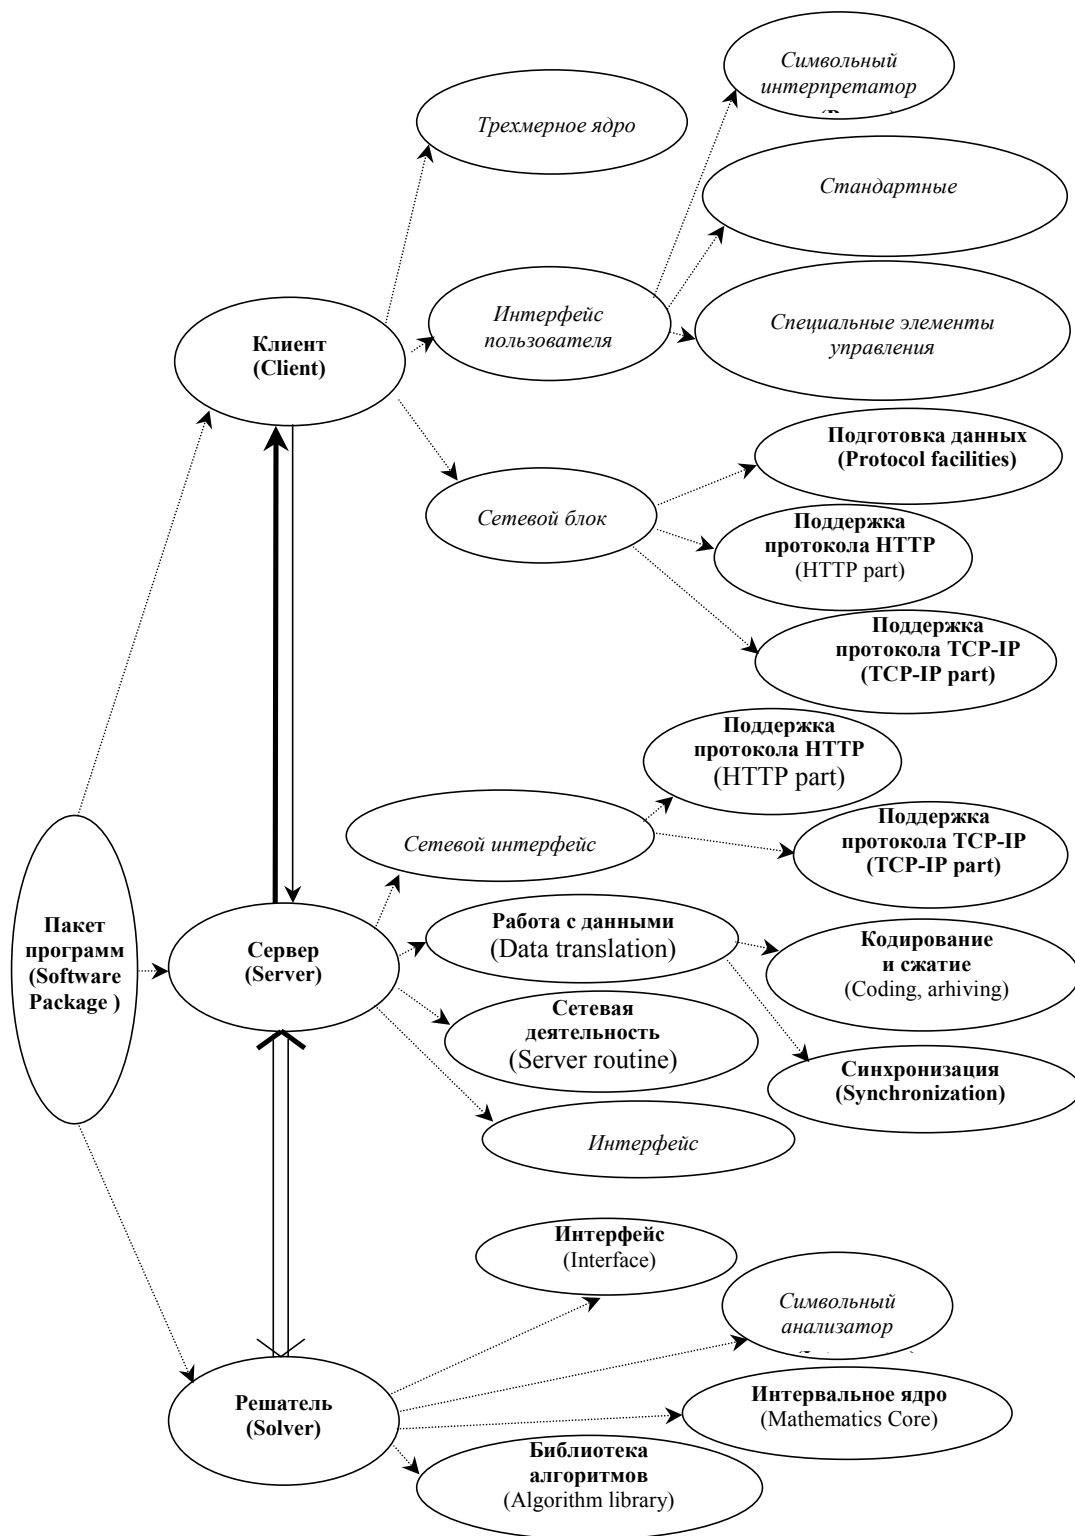 Символьный
интерпретатор
Трехмерное ядро
Стандартные
Интерфейс
пользователя
Специальные элементы
управления
Клиент
(Client)
Подготовка данных
(Protocol facilities)
Сетевой блок
Поддержка
протокола HTTP
(HTTP part)
Поддержка
протокола TCP-IP
(TCP-IP part)
Поддержка
протокола HTTP
(HTTP part)
Сетевой интерфейс
Поддержка
протокола TCP-IP
(TCP-IP part)
Пакет
программ
(Software
Package )
Сервер
(Server)
Работа с данными
(Data translation)
Кодирование
и сжатие
(Coding, arhiving)
Сетевая
деятельность
(Server routine)
Синхронизация
(Synchronization)
Интерфейс
Интерфейс
(Interface)
Символьный
анализатор
Решатель
(Solver)
Интервальное ядро
(Mathematics Core)
Библиотека
алгоритмов
(Algorithm library)